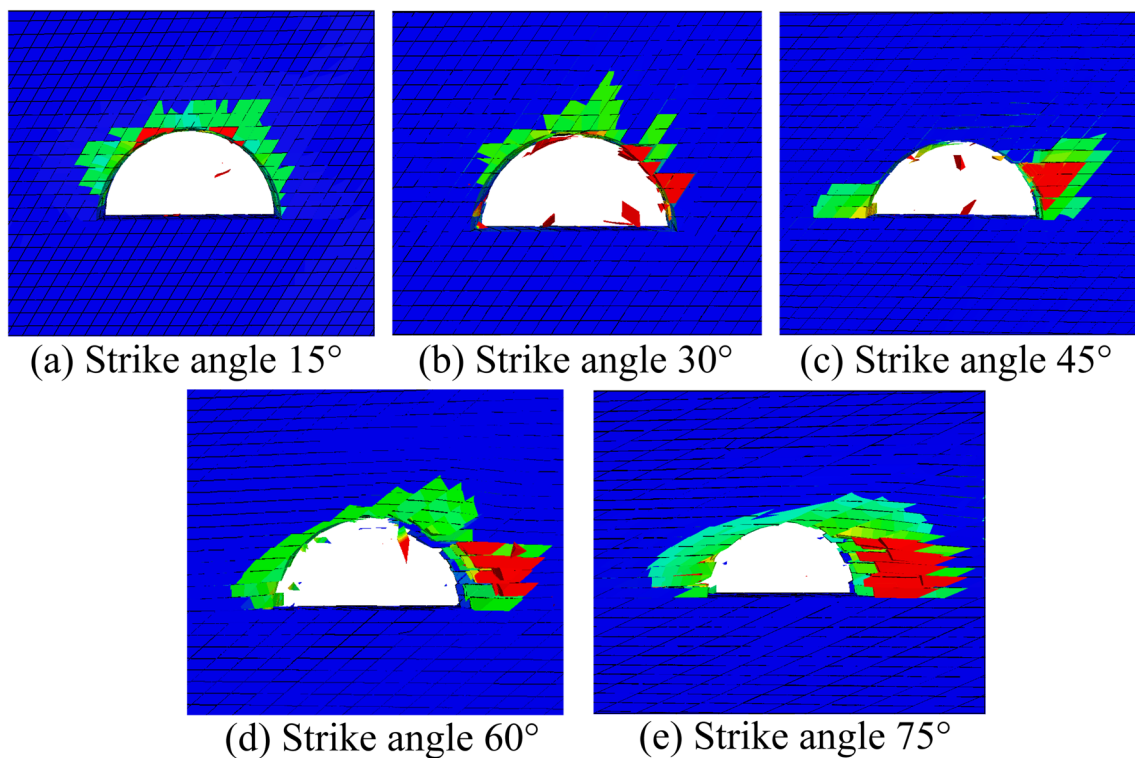 (a) Strike angle 15°
(b) Strike angle 30°
(c) Strike angle 45°
(d) Strike angle 60°
(e) Strike angle 75°